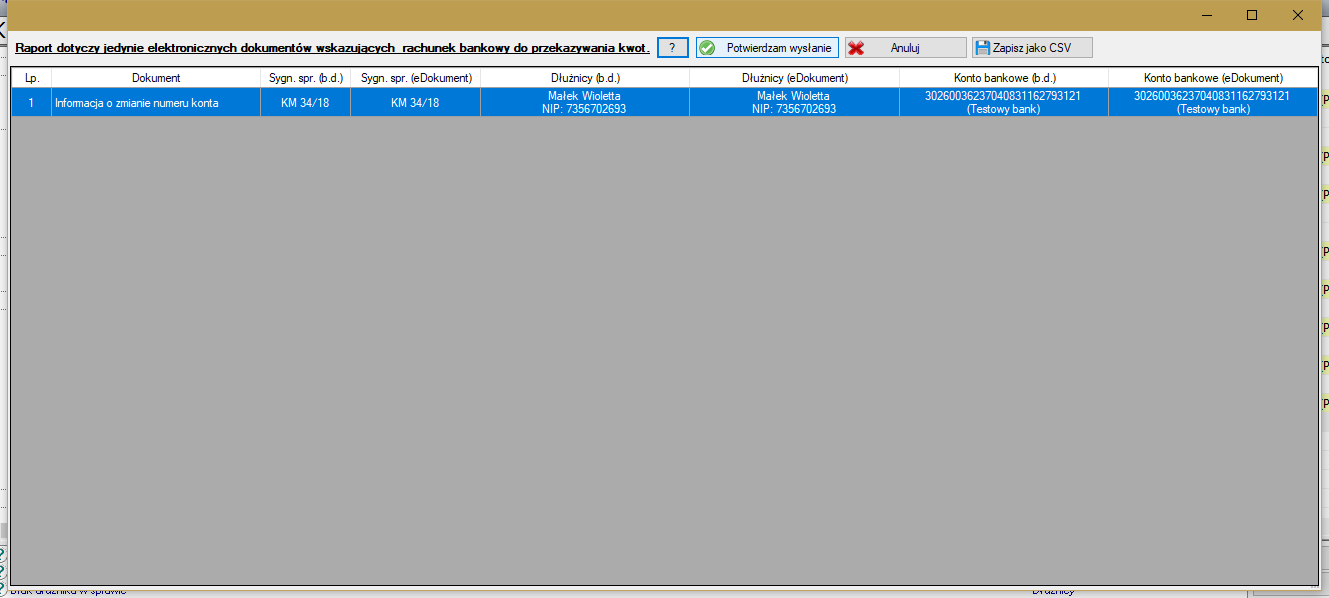 Raport dotyczy jedynie elektronicznych dokumentów wskazujących rachunek bankowy do przekazywania kwot. ? Potwierdzam wysłanie Anuluj Zapisz jako CSV
Lp. Dokument Sygn. spr. (b.d.) Sygn. spr. (eDokument) Dłużnicy (b.d.) Dłużnicy (eDokument) Konto bankowe (b.d.) Konto bankowe (eDokument)
1 Informacja o zmianie numeru konta KM 34/18 KM 34/18 Małek Wioletta Małek Wioletta 30260036237040831162793121 30260036237040831162793121
NIP: 7356702693 NIP: 7356702693 (Testowy bank) (Testowy bank)